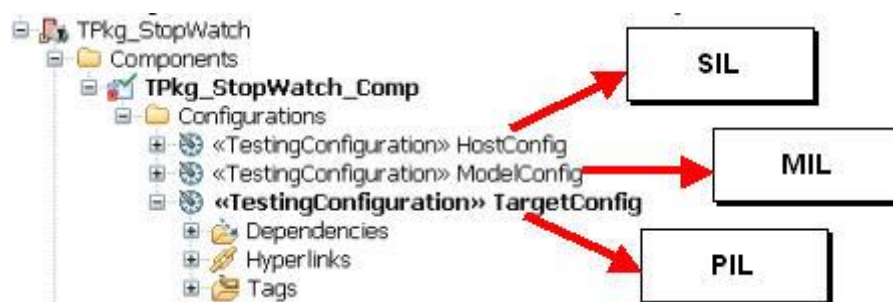 TPkg_StopWatch
Components
SIL
TPkg_StopWatch_Comp
Configurations
«TestingConfiguration» HostConfig
«TestingConfiguration» ModelConfig
MIL
«TestingConfiguration» TargetConfig
Dependencies
Hyperlinks
PIL
Tags